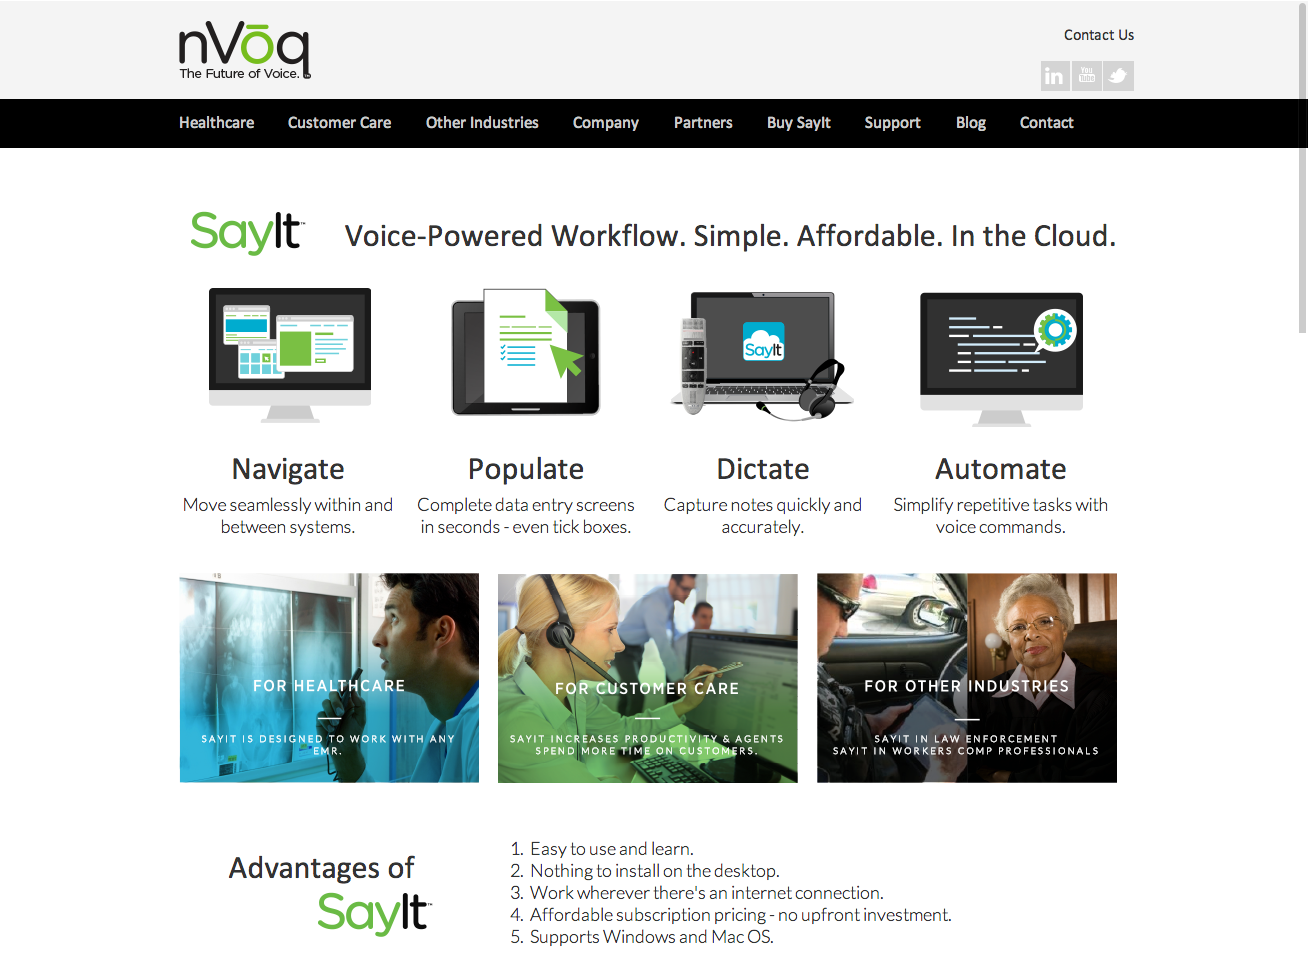 nVōq
The Future of Voice.™
Contact Us
in
You Tube
Healthcare Customer Care Other Industries Company Partners Buy SayIt Support Blog Contact
SayIt™ Voice-Powered Workflow. Simple. Affordable. In the Cloud.
SayIt
Navigate
Move seamlessly within and
between systems.
Populate
Complete data entry screens
in seconds - even tick boxes.
Dictate
Capture notes quickly and
accurately.
Automate
Simplify repetitive tasks with
voice commands.
FOR HEALTHCARE
SAYIT IS DESIGNED TO WORK WITH ANY
EMR.
FOR CUSTOMER CARE
SAYIT INCREASES PRODUCTIVITY & AGENTS
SPEND MORE TIME ON CUSTOMERS.
FOR OTHER INDUSTRIES
SAYIT IN LAW ENFORCEMENT
SAYIT IN WORKERS COMP PROFESSIONALS
Advantages of
SayIt™
1. Easy to use and learn.
2. Nothing to install on the desktop.
3. Work wherever there's an internet connection.
4. Affordable subscription pricing - no upfront investment.
5. Supports Windows and Mac OS.